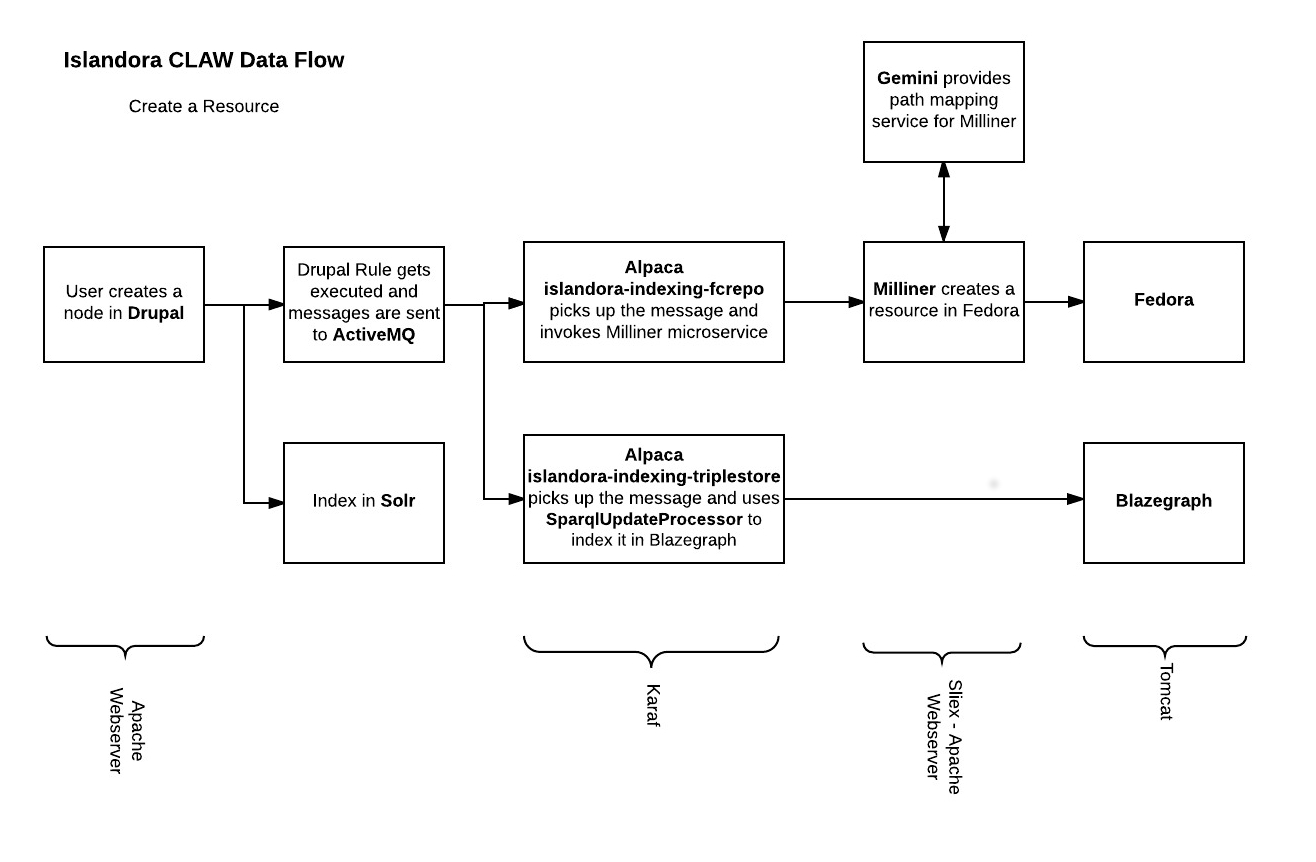 Islandora CLAW Data Flow
Create a Resource
Gemini provides
path mapping
service for Milliner
User creates a
node in Drupal
Drupal Rule gets
executed and
messages are sent
to ActiveMQ
Alpaca
islandora-indexing-fcrepo
picks up the message and
invokes Milliner microservice
Milliner creates a
resource in Fedora
Fedora
Index in Solr
Alpaca
islandora-indexing-triplestore
picks up the message and uses
SparqlUpdateProcessor to
index it in Blazegraph
Blazegraph
Apache
Webserver
Karaf
Sliex - Apache
Webserver
Tomcat